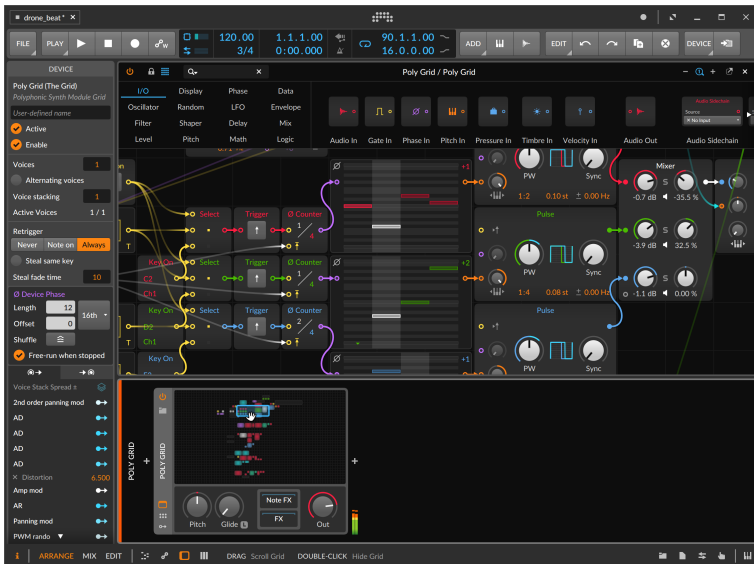 drone_beat* ×
FILE PLAY
120.00 1.1.1.00
3/4 0:00.000
90.1.1.00
16.0.0.00
ADD EDIT DEVICE
DEVICE
Poly Grid (The Grid)
Polyphonic Synth Module Grid
User-defined name
Active
Enable
Voices 1
Alternating voices
Voice stacking 1
Active Voices 1 / 1
Retrigger
Never Note on Always
Steal same key
Steal fade time 10
Ø Device Phase
Length 12
16th
Offset 0
Shuffle
Free-run when stopped
Voice Stack Spread ±
2nd order panning mod
AD
AD
AD
AD
× Distortion 6.500
Amp mod
AR
Panning mod
PWM rando
Poly Grid / Poly Grid
I/O Display Phase Data
Oscillator Random LFO Envelope
Filter Shaper Delay Mix
Level Pitch Math Logic
Audio In Gate In Phase In Pitch In Pressure In Timbre In Velocity In Audio Out Audio Sidechain
Audio Sidechain
Source
× No Input
Select Trigger Ø Counter
1/4
T
Key On
C2
Ch1
Select Trigger Ø Counter
1/4
Key On
D2
Ch1
T
Select Trigger Ø Counter
2/4
Key On
+1
+2
+1
PW Sync
1:2 0.10 st ± 0.00 Hz
Pulse
PW Sync
1:4 0.08 st ± 0.00 Hz
Pulse
PW Sync
Mixer
-0.7 dB S -35.5 %
-3.9 dB S 32.5 %
-1.1 dB S 0.00 %
POLY GRID
POLY GRID
Pitch Glide L
Note FX
FX
Out
i ARRANGE MIX EDIT DRAG Scroll Grid DOUBLE-CLICK Hide Grid